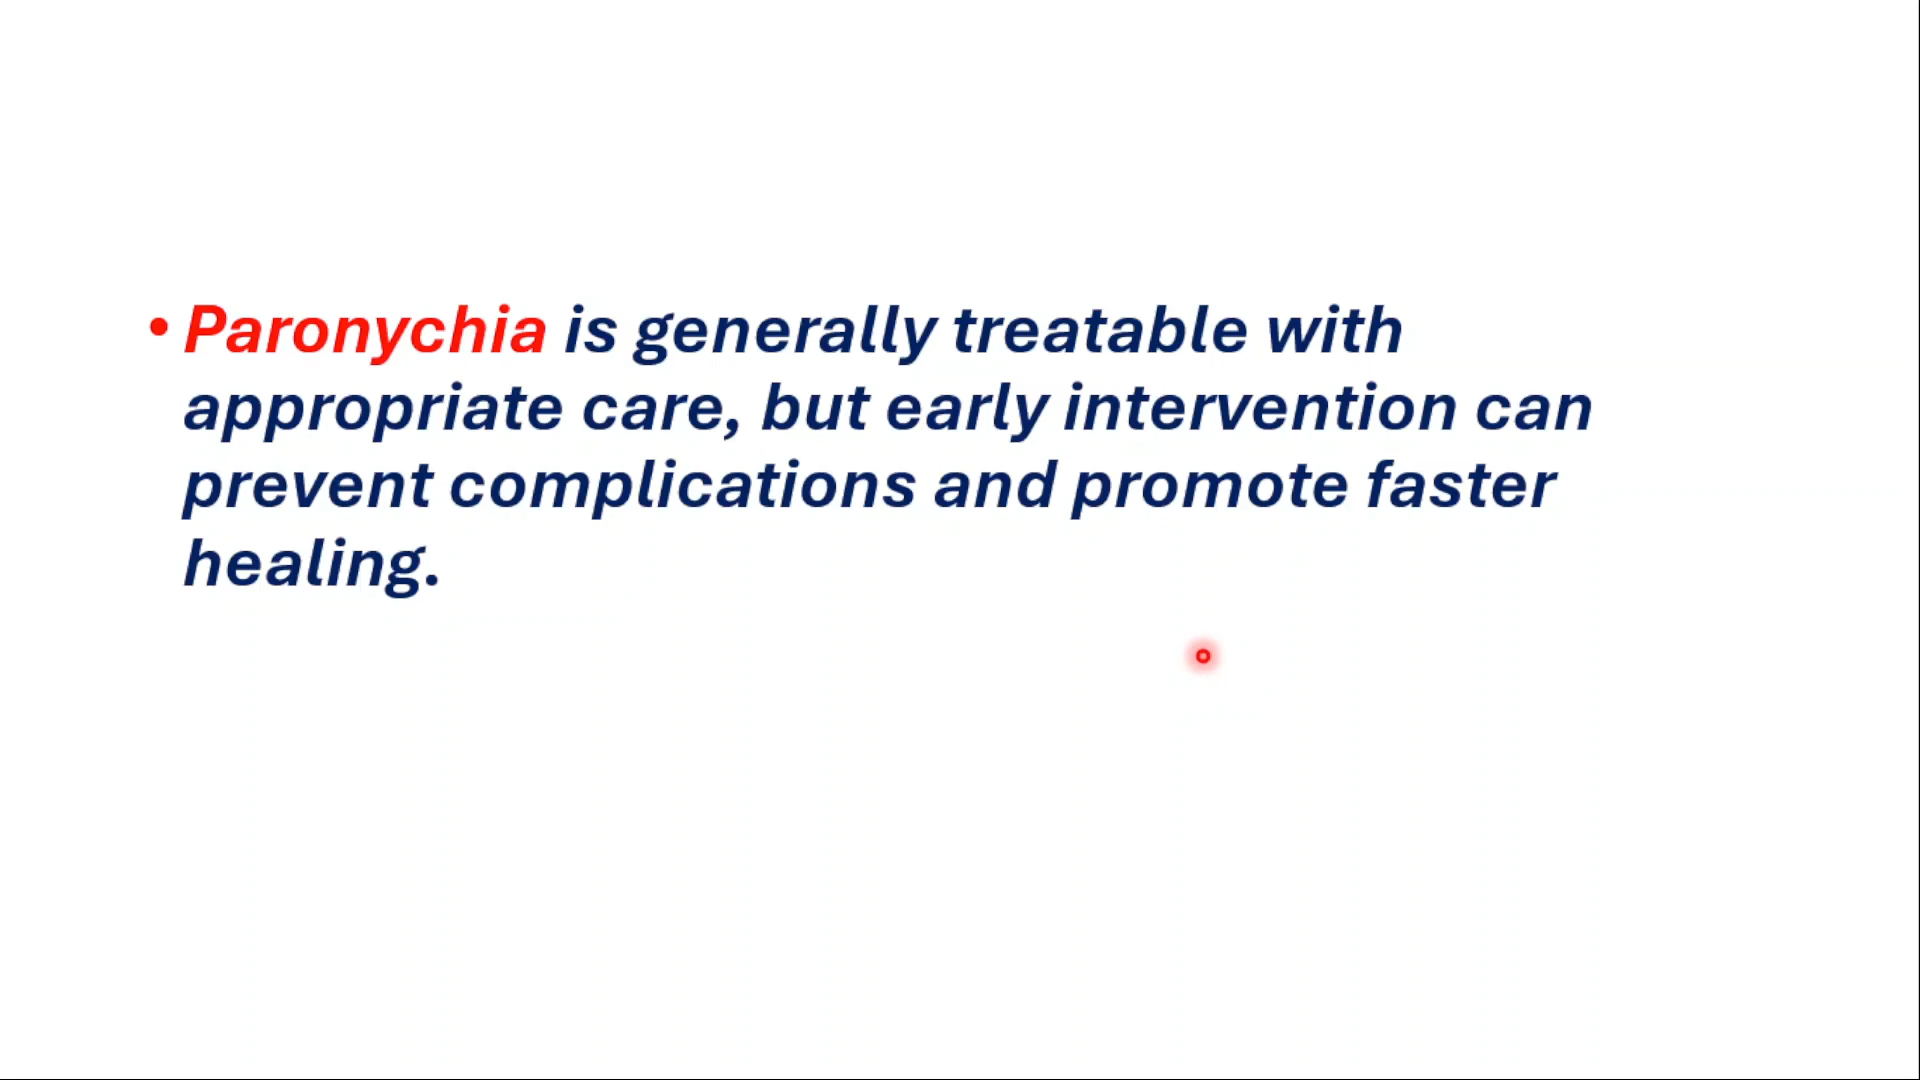 • Paronychia is generally treatable with
appropriate care, but early intervention can
prevent complications and promote faster
healing.